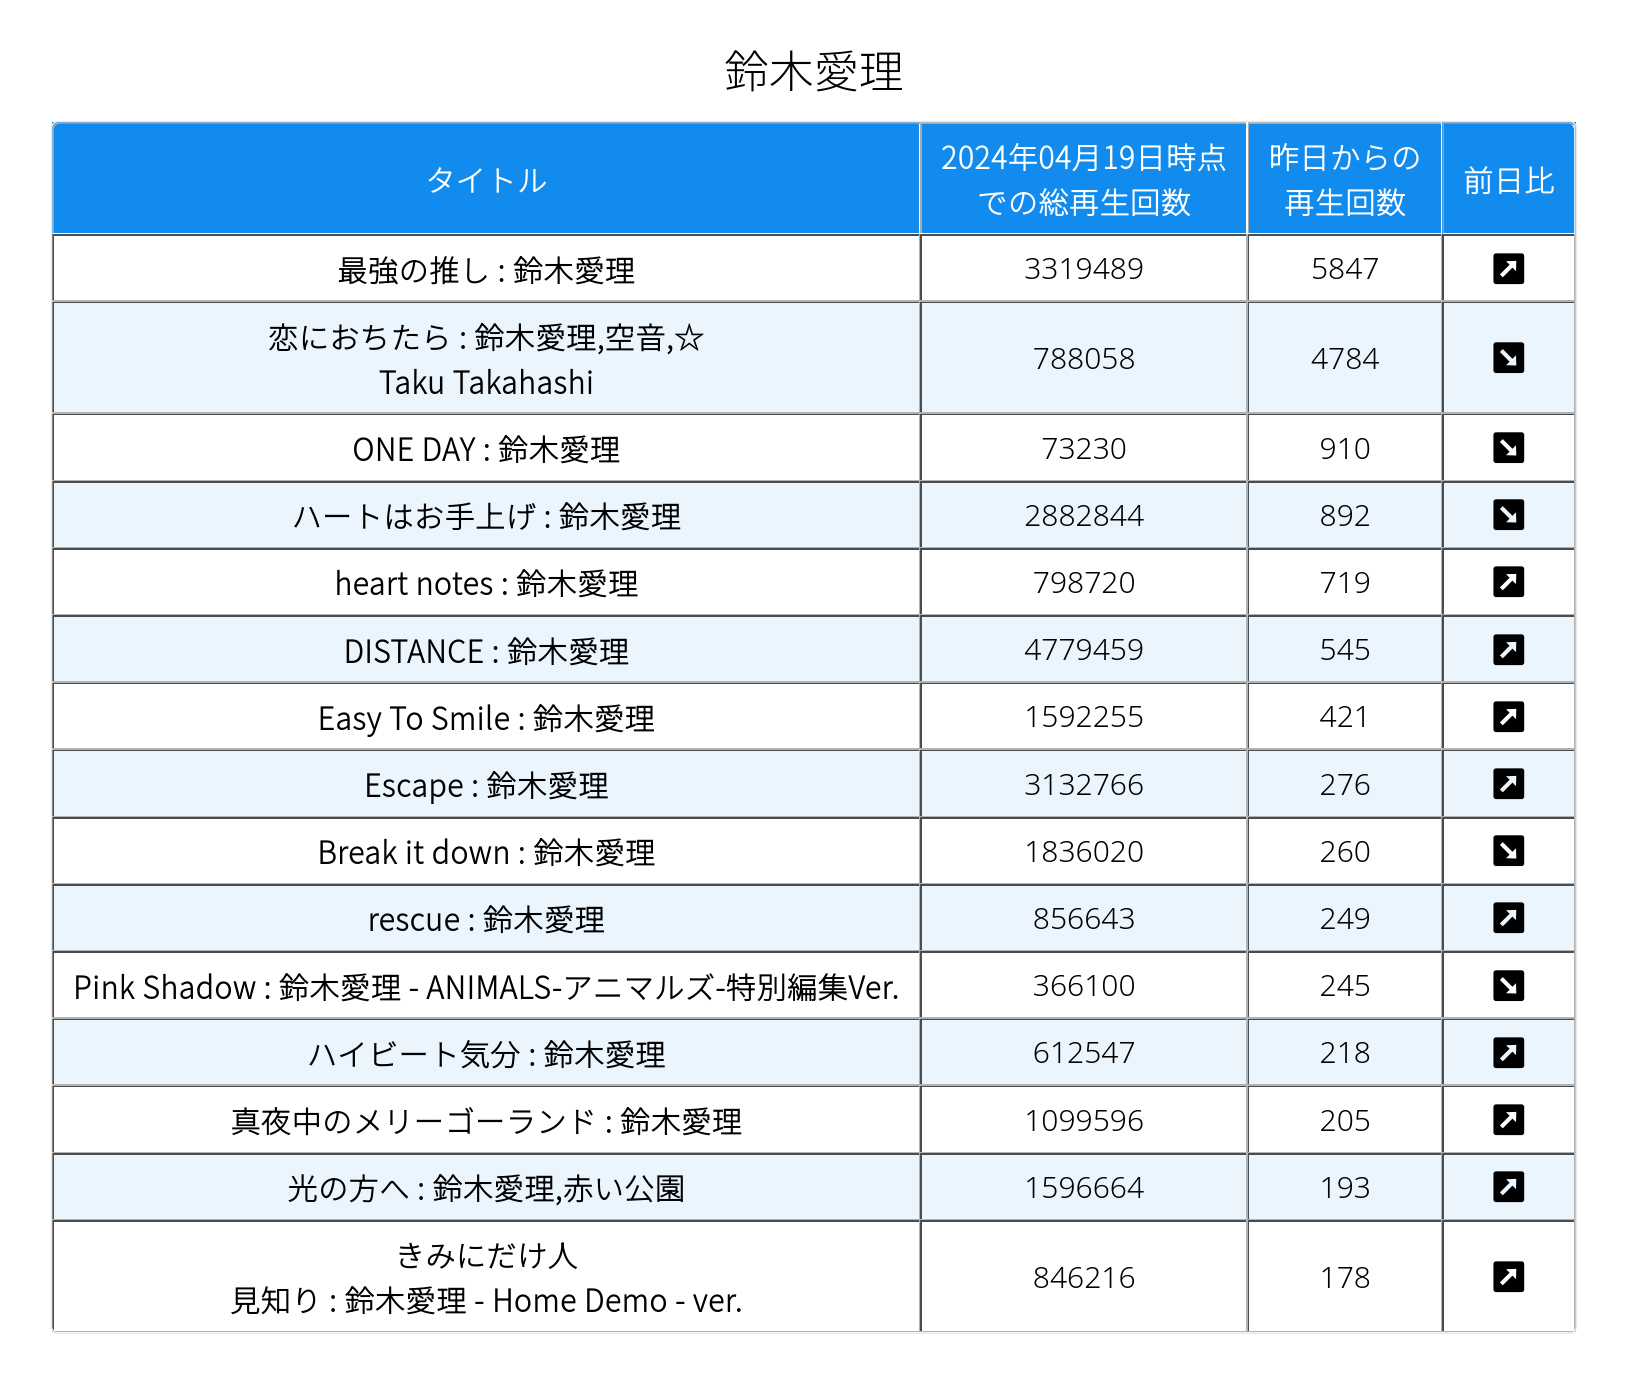 鈴木愛理
タイトル
2024年04月19日時点
での総再生回数
昨日からの
再生回数
前日比
最強の推し : 鈴木愛理 3319489 5847
恋におちたら : 鈴木愛理,空音,☆
Taku Takahashi 788058 4784
ONE DAY : 鈴木愛理 73230 910
ハートはお手上げ : 鈴木愛理 2882844 892
heart notes : 鈴木愛理 798720 719
DISTANCE : 鈴木愛理 4779459 545
Easy To Smile : 鈴木愛理 1592255 421
Escape : 鈴木愛理 3132766 276
Break it down : 鈴木愛理 1836020 260
rescue : 鈴木愛理 856643 249
Pink Shadow : 鈴木愛理 - ANIMALS-アニマルズ-特別編集Ver. 366100 245
ハイビート気分 : 鈴木愛理 612547 218
真夜中のメリーゴーランド : 鈴木愛理 1099596 205
光の方へ : 鈴木愛理,赤い公園 1596664 193
きみにだけ人
見知り : 鈴木愛理 - Home Demo - ver. 846216 178